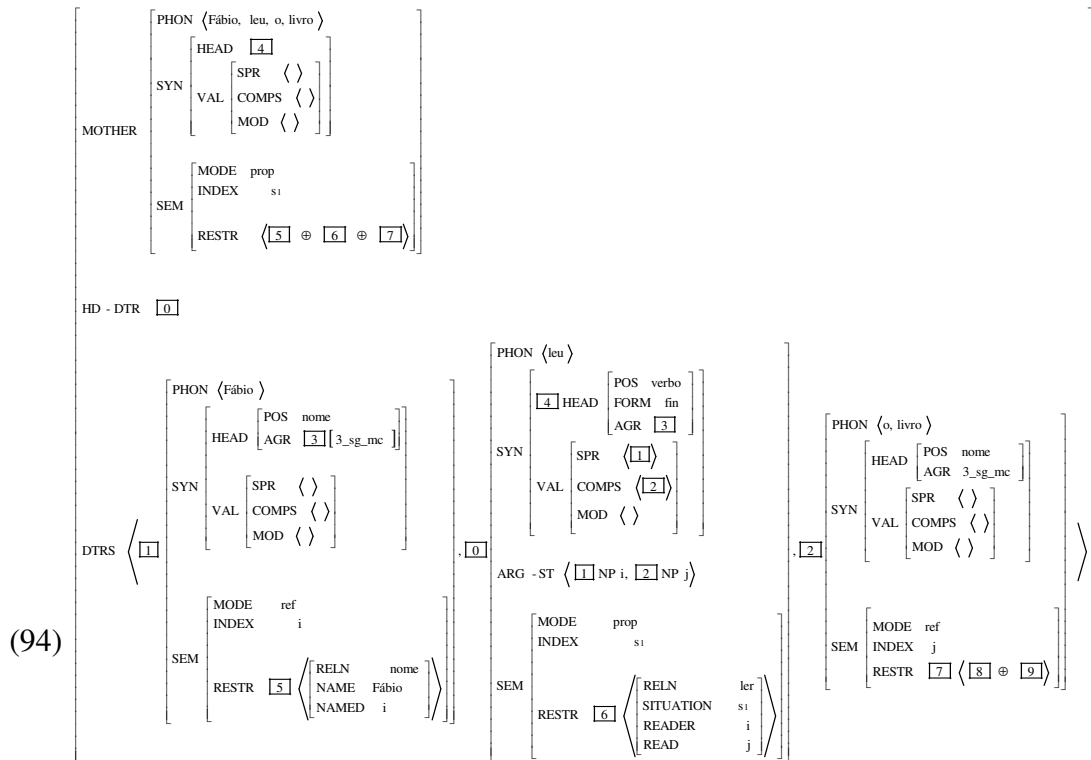 MOTHER
PHON ⟨Fábio, leu, o, livro⟩
SYN
HEAD [4]
VAL
SPR ⟨ ⟩
COMPS ⟨ ⟩
MOD ⟨ ⟩
SEM
MODE prop
INDEX s1
RESTR ⟨[5] ⊕ [6] ⊕ [7]⟩
HD - DTR [0]
(94)
DTRS ⟨ [1]
PHON ⟨Fábio⟩
SYN
HEAD
POS nome
AGR [3] [3_sg_mc]
VAL
SPR ⟨ ⟩
COMPS ⟨ ⟩
MOD ⟨ ⟩
SEM
MODE ref
INDEX i
RESTR [5]
RELN nome
NAME Fábio
NAMED i
, [0]
PHON ⟨leu⟩
SYN
[4] HEAD
POS verbo
FORM fin
AGR [3]
VAL
SPR ⟨[1]⟩
COMPS ⟨[2]⟩
MOD ⟨ ⟩
ARG - ST ⟨[1] NP i, [2] NP j⟩
SEM
MODE prop
INDEX s1
RESTR [6]
RELN ler
SITUATION s1
READER i
READ j
, [2]
PHON ⟨o, livro⟩
SYN
HEAD
POS nome
AGR 3_sg_mc
VAL
SPR ⟨ ⟩
COMPS ⟨ ⟩
MOD ⟨ ⟩
SEM
MODE ref
INDEX j
RESTR [7] ⟨[8] ⊕ [9]⟩
⟩